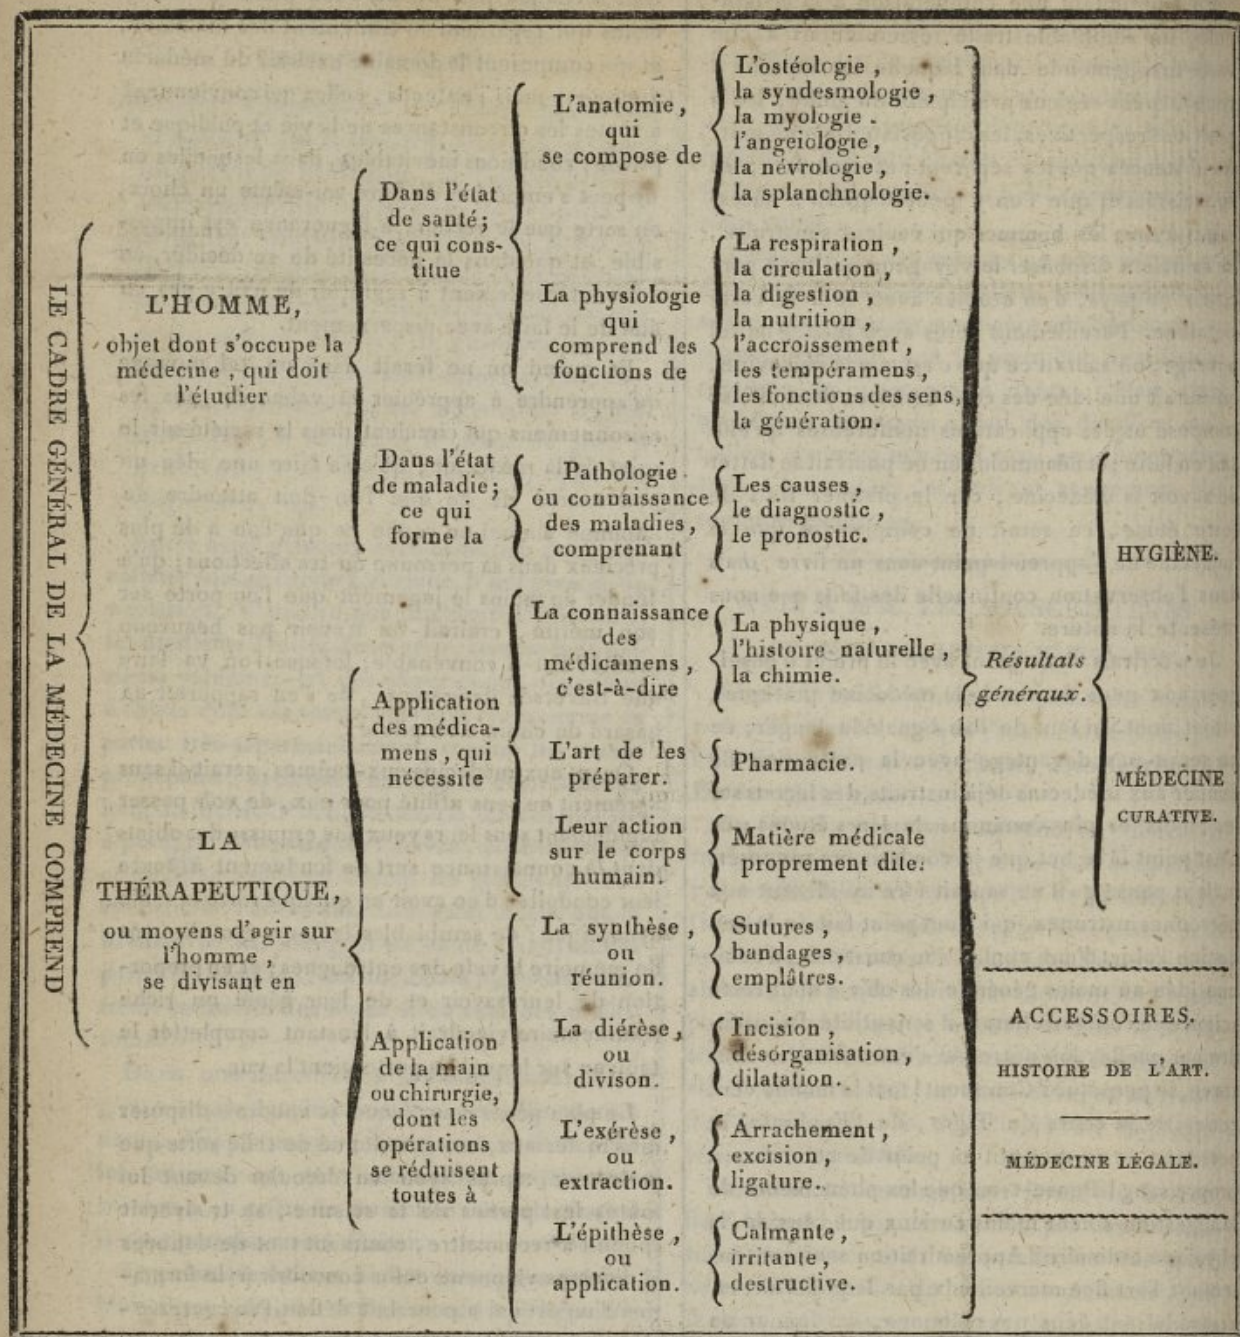 LE CADRE GÉNÉRAL DE LA MÉDECINE COMPREND
L'HOMME,
objet dont s'occupe la
médecine, qui doit
l'étudier
Dans l'état
de santé;
ce qui cons-
titue
L'anatomie,
qui
se compose de
L'ostéologie,
la syndesmologie,
la myologie.
l'angeiologie,
la névrologie,
la splanchnologie.
La physiologie
qui
comprend les
fonctions de
La respiration,
la circulation,
la digestion,
la nutrition,
l'accroissement,
les tempéramens,
les fonctions des sens,
la génération.
Dans l'état
de maladie;
ce qui
forme la
Pathologie
ou connaissance
des maladies,
comprenant
Les causes,
le diagnostic,
le pronostic.
LA
THÉRAPEUTIQUE,
ou moyens d'agir sur
l'homme,
se divisant en
Application
des médica-
mens, qui
nécessite
La connaissance
des
médicamens,
c'est-à-dire
La physique,
l'histoire naturelle,
la chimie.
L'art de les
préparer.
Pharmacie.
Leur action
sur le corps
humain.
Matière médicale
proprement dite.
Application
de la main
ou chirurgie,
dont les
opérations
se réduisent
toutes à
La synthèse,
ou
réunion.
Sutures,
bandages,
emplâtres.
La diérèse,
ou
divison.
Incision,
désorganisation,
dilatation.
L'exérèse,
ou
extraction.
Arrachement,
excision,
ligature.
L'épithèse,
ou
application.
Calmante,
irritante,
destructive.
Résultats
généraux.
HYGIÈNE.
MÉDECINE
CURATIVE.
ACCESSOIRES.
HISTOIRE DE L'ART.
MÉDECINE LÉGALE.